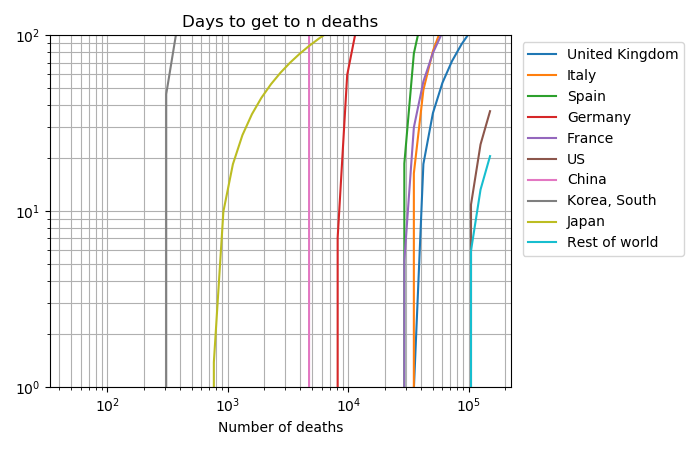 Days to get to n deaths
10²
10¹
10⁰
10²
10³
10⁴
10⁵
Number of deaths
United Kingdom
Italy
Spain
Germany
France
US
China
Korea, South
Japan
Rest of world